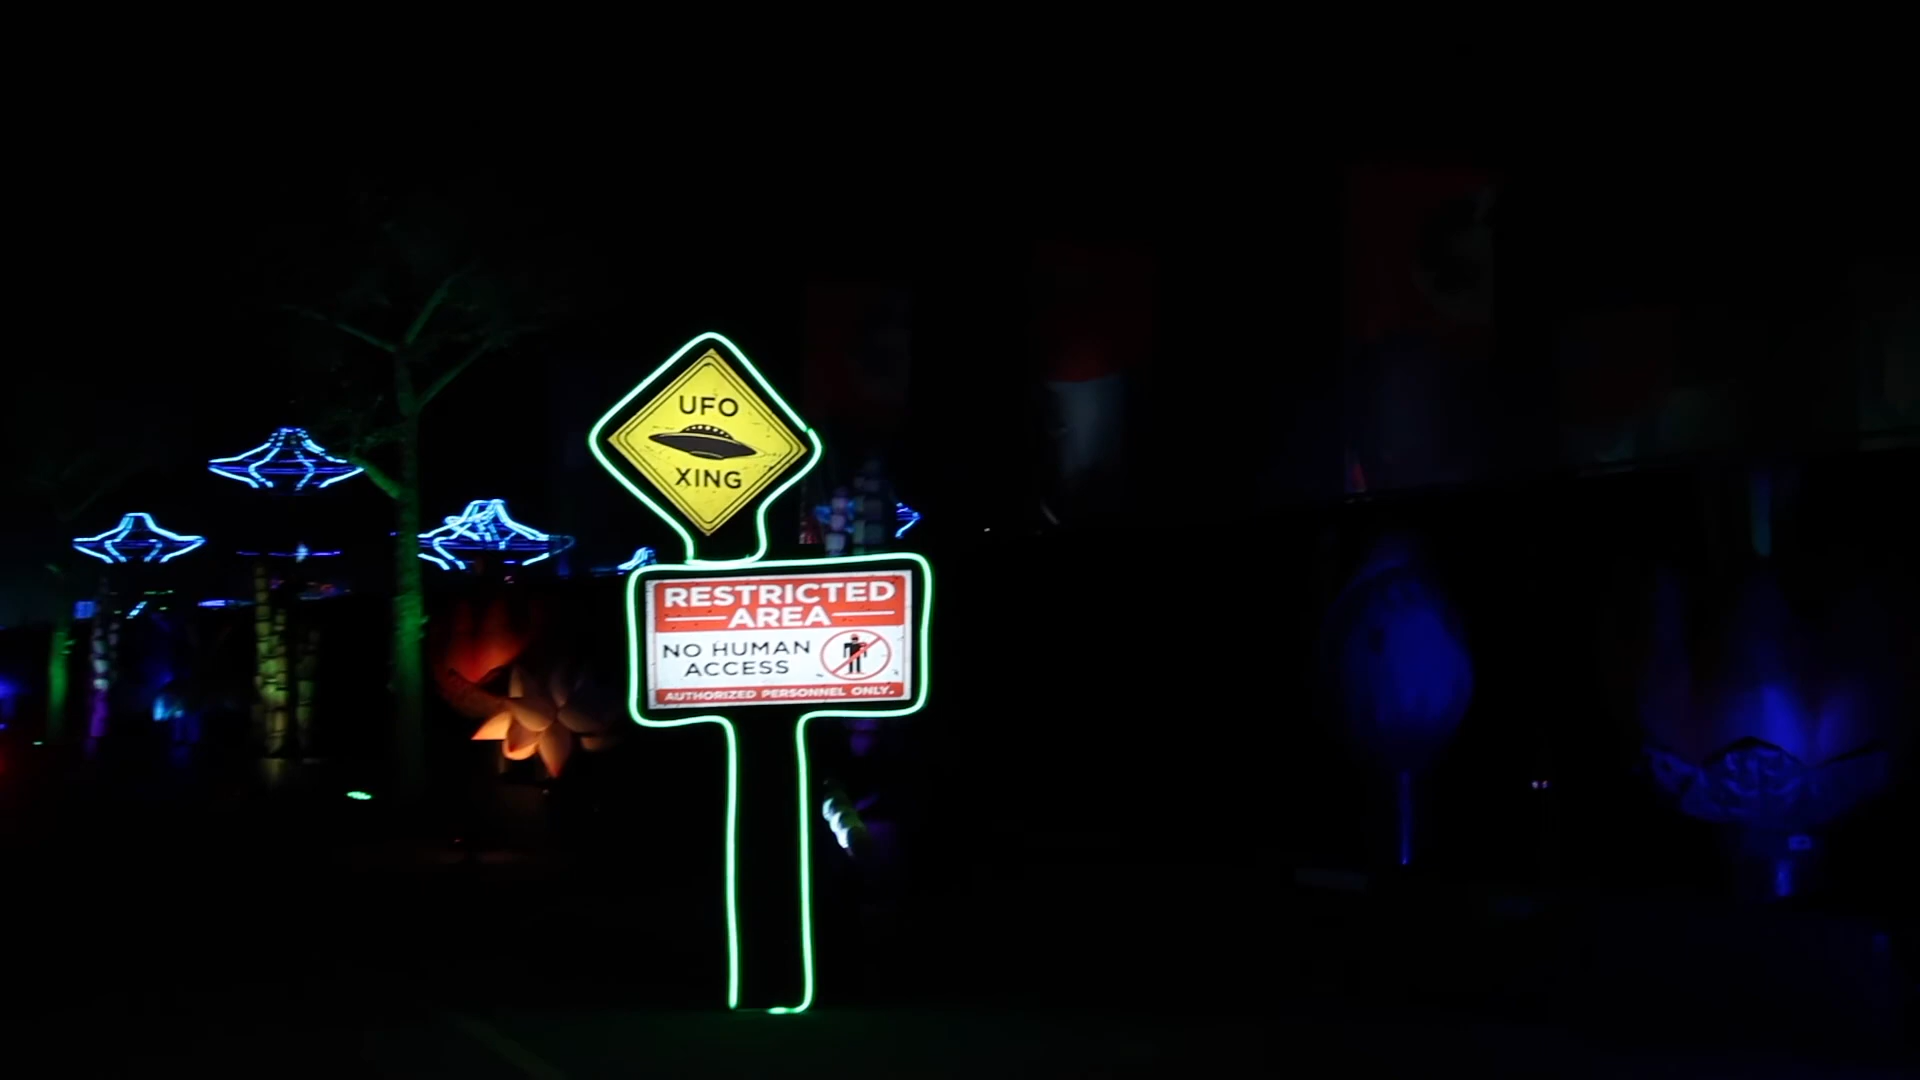 UFO
XING
RESTRICTED
AREA
NO HUMAN
ACCESS
AUTHORIZED PERSONNEL ONLY.